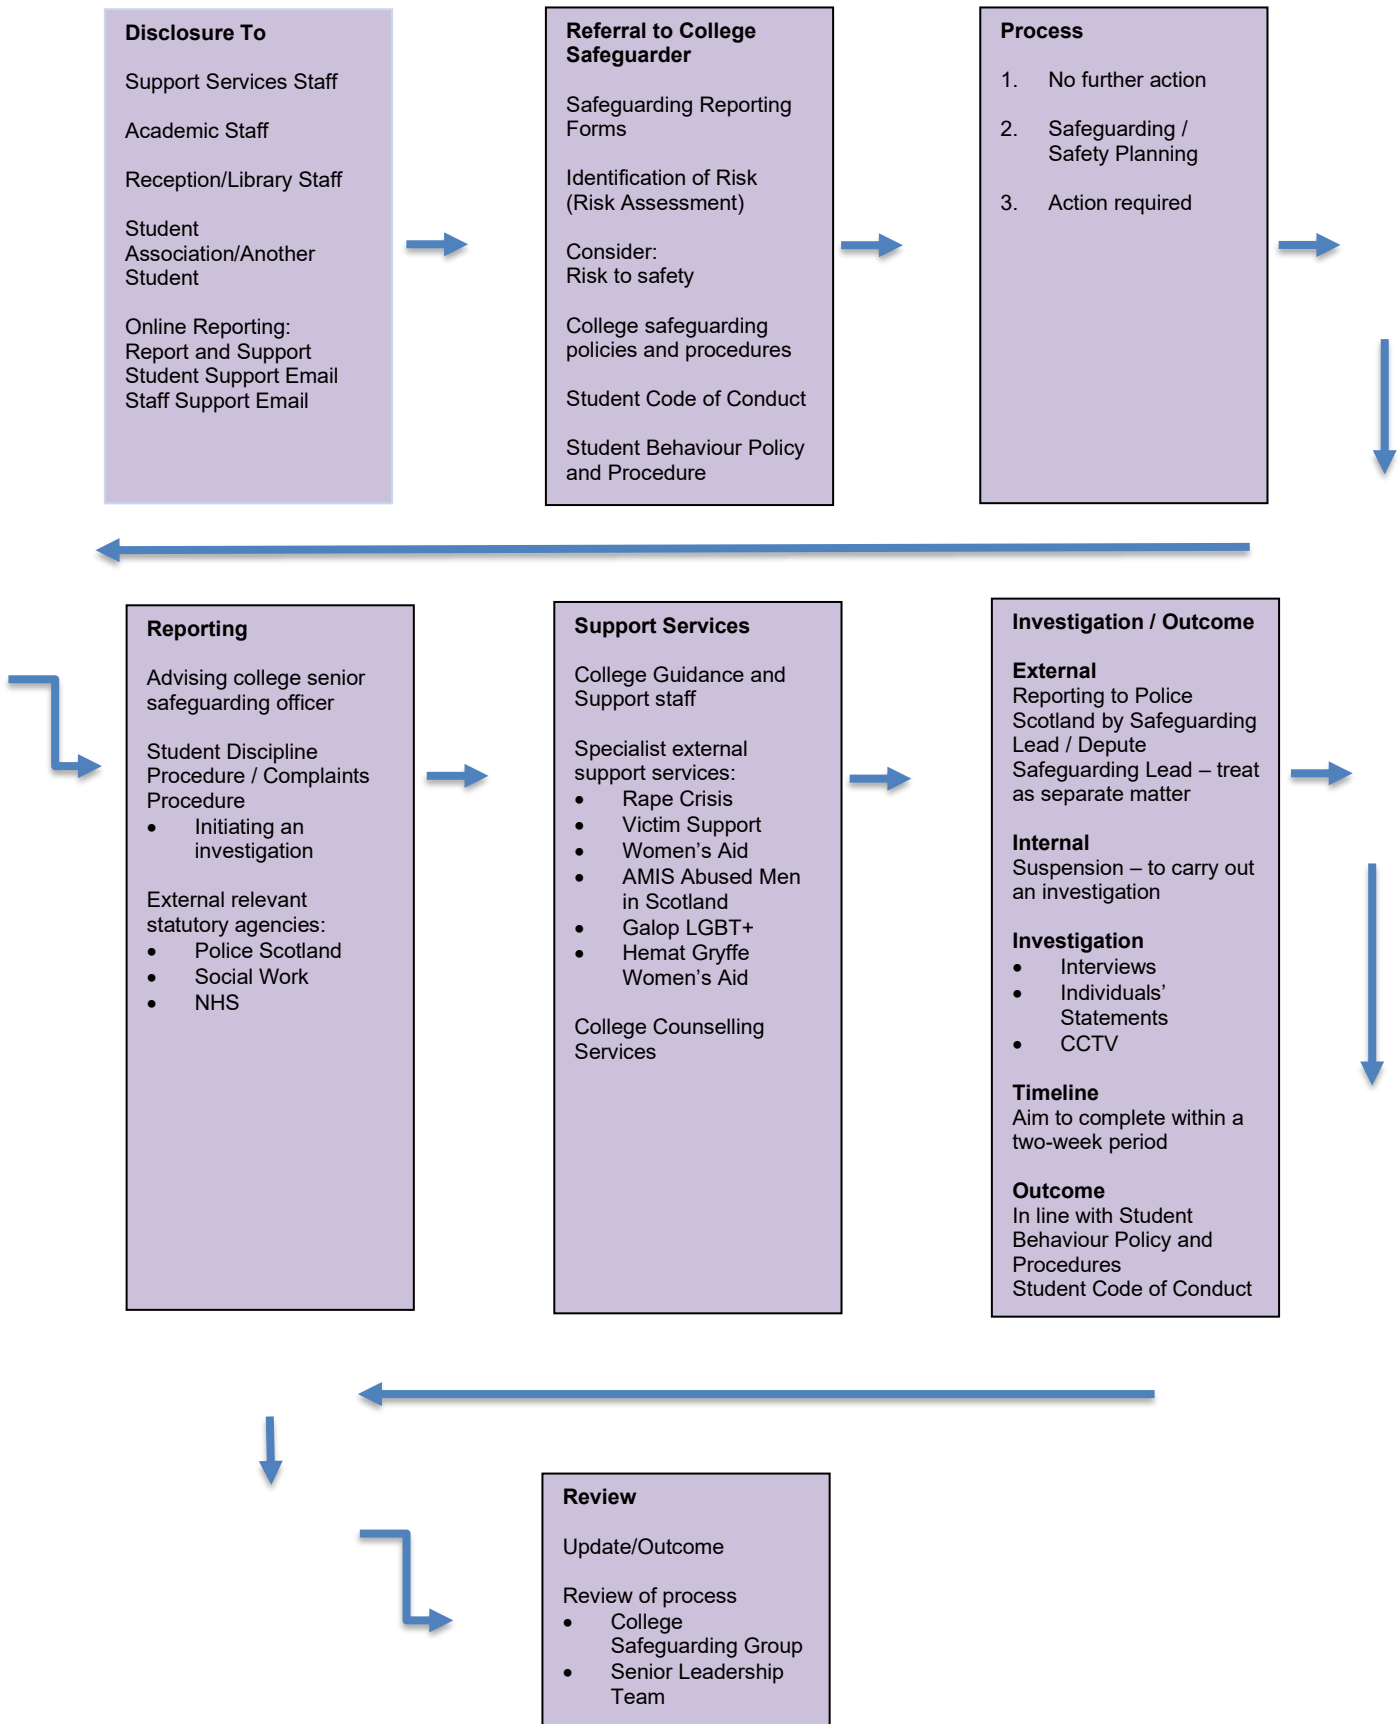 Disclosure To
Support Services Staff
Academic Staff
Reception/Library Staff
Student
Association/Another
Student
Online Reporting:
Report and Support
Student Support Email
Staff Support Email
Referral to College
Safeguarder
Safeguarding Reporting
Forms
Identification of Risk
(Risk Assessment)
Consider:
Risk to safety
College safeguarding
policies and procedures
Student Code of Conduct
Student Behaviour Policy
and Procedure
Process
1. No further action
2. Safeguarding /
Safety Planning
3. Action required
Reporting
Advising college senior
safeguarding officer
Student Discipline
Procedure / Complaints
Procedure
• Initiating an
investigation
External relevant
statutory agencies:
• Police Scotland
• Social Work
• NHS
Support Services
College Guidance and
Support staff
Specialist external
support services:
• Rape Crisis
• Victim Support
• Women’s Aid
• AMIS Abused Men
in Scotland
• Galop LGBT+
• Hemat Gryffe
Women’s Aid
College Counselling
Services
Investigation / Outcome
External
Reporting to Police
Scotland by Safeguarding
Lead / Depute
Safeguarding Lead – treat
as separate matter
Internal
Suspension – to carry out
an investigation
Investigation
• Interviews
• Individuals’
Statements
• CCTV
Timeline
Aim to complete within a
two-week period
Outcome
In line with Student
Behaviour Policy and
Procedures
Student Code of Conduct
Review
Update/Outcome
Review of process
• College
Safeguarding Group
• Senior Leadership
Team